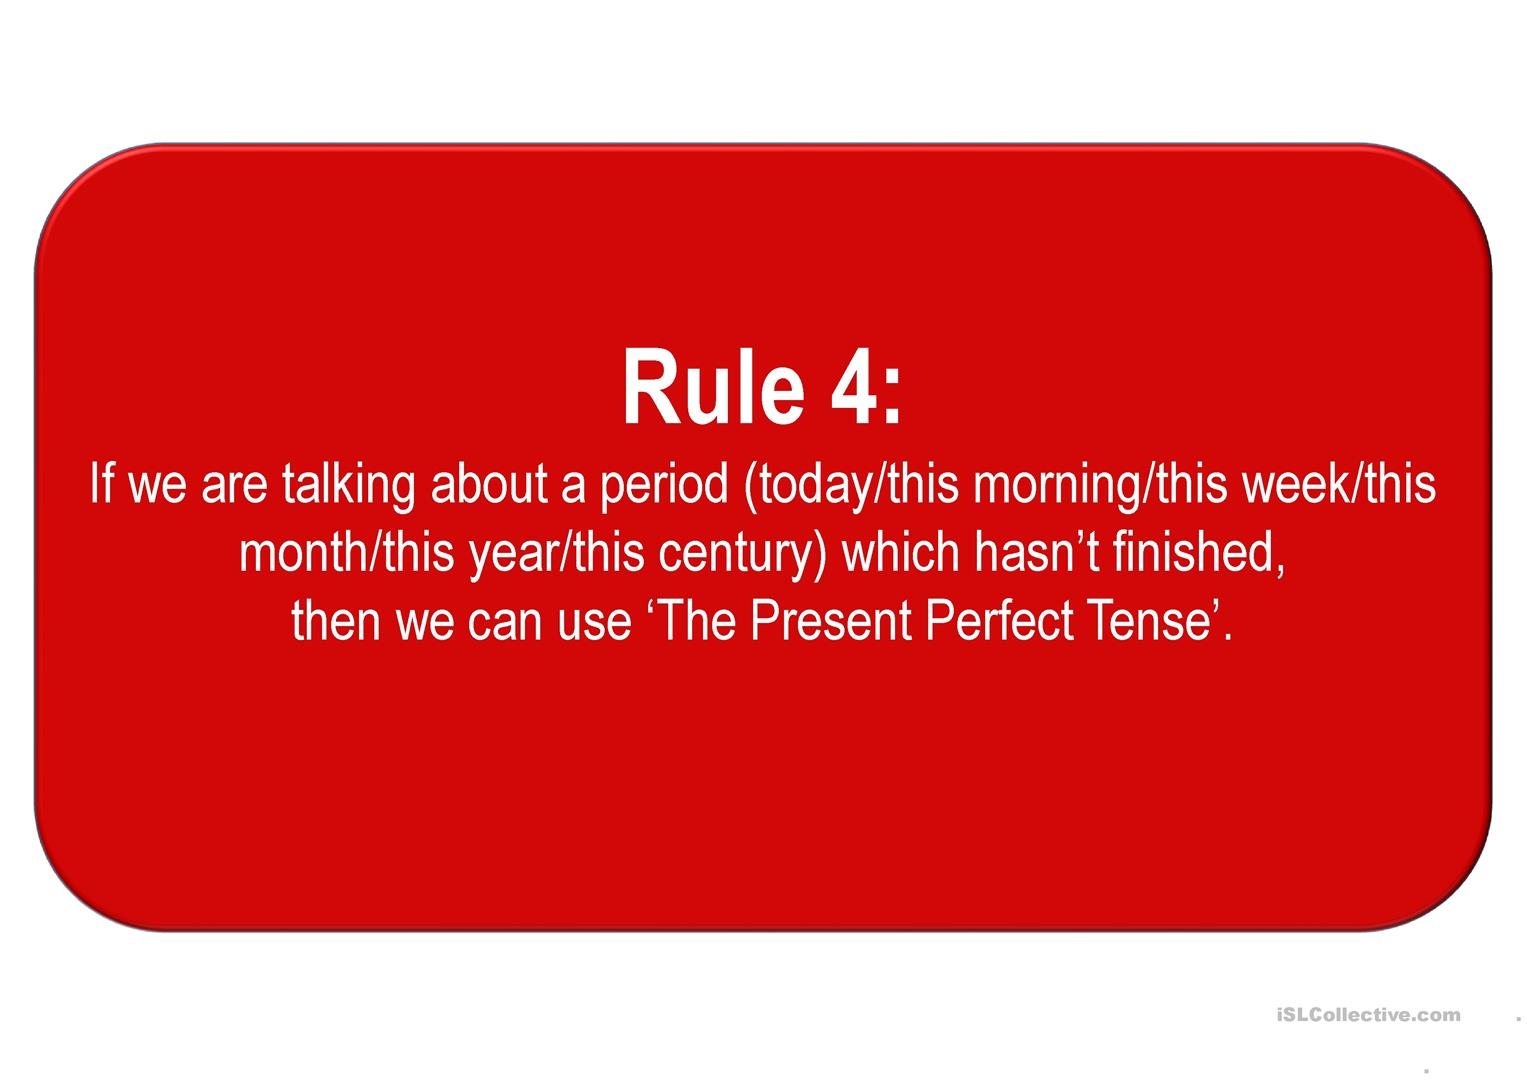 Rule 4:
If we are talking about a period (today/this morning/this week/this
month/this year/this century) which hasn’t finished,
then we can use ‘The Present Perfect Tense’.
iSLCollective.com